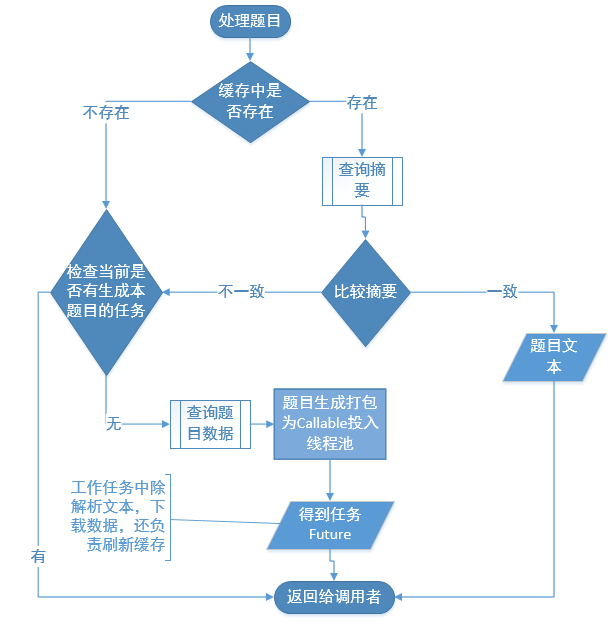 处理题目
缓存中是
否存在
不存在
存在
查询摘
要
检查当前是
否有生成本
题目的任务
不一致
比较摘要
一致
题目文
本
无
查询题
目数据
题目生成打包
为Callable投入
线程池
工作任务中除
解析文本，下
载数据，还负
责刷新缓存
得到任务
Future
有
返回给调用者